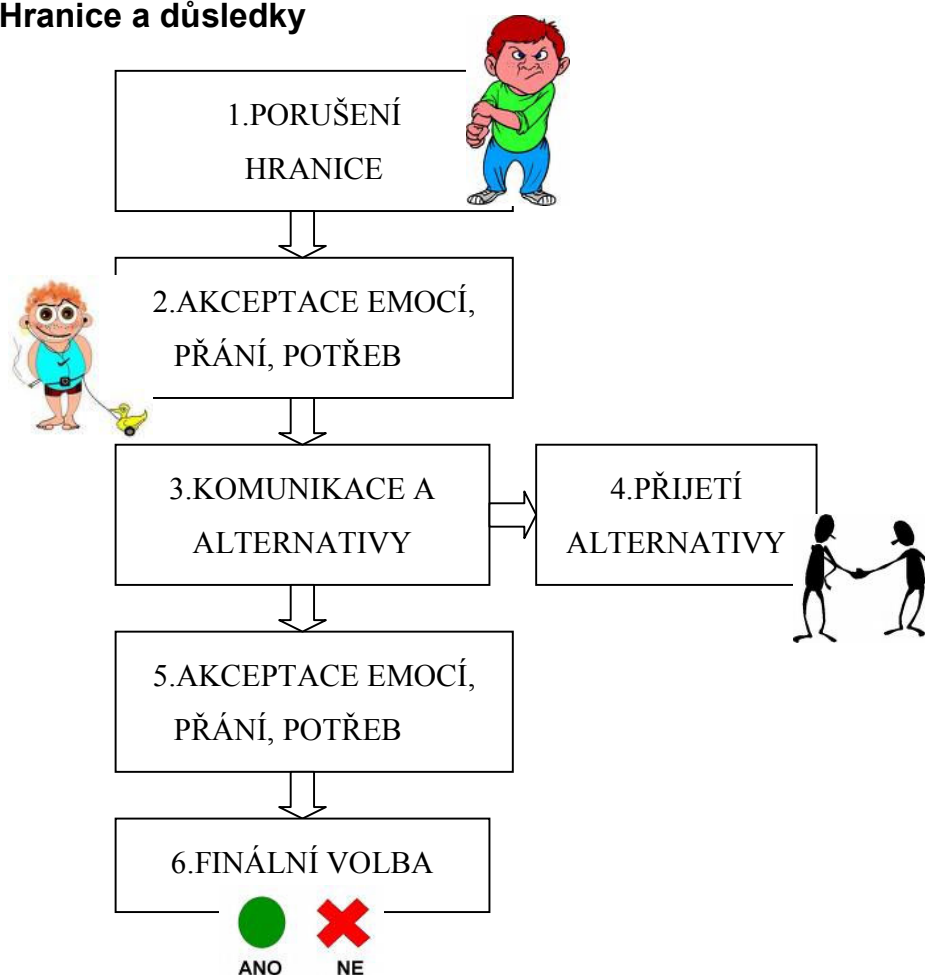 Hranice a důsledky
1.PORUŠENÍ
HRANICE
2.AKCEPTACE EMOCÍ,
PŘÁNÍ, POTŘEB
3.KOMUNIKACE A
ALTERNATIVY
4.PŘIJETÍ
ALTERNATIVY
5.AKCEPTACE EMOCÍ,
PŘÁNÍ, POTŘEB
6.FINÁLNÍ VOLBA
ANO NE